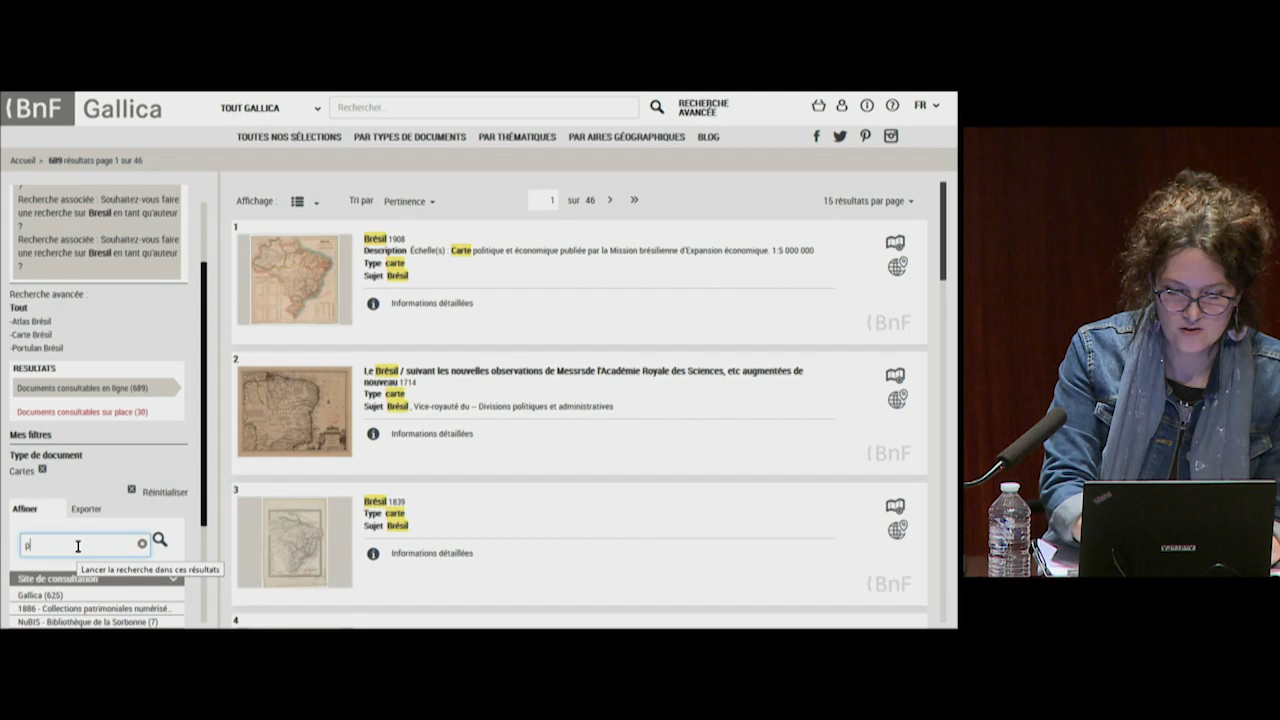 BnF Gallica
TOUT GALLICA
Rechercher...
RECHERCHE
AVANCÉE
FR
TOUTES NOS SÉLECTIONS
PAR TYPES DE DOCUMENTS
PAR THÉMATIQUES
PAR AIRES GÉOGRAPHIQUES
BLOG
Accueil > 689 résultats page 1 sur 46
?
Recherche associée : Souhaitez-vous faire
une recherche sur Bresil en tant qu'auteur
?
Recherche associée : Souhaitez-vous faire
une recherche sur Bresil en tant qu'auteur
?
Recherche avancée :
Tout
-Atlas Brésil
-Carte Brésil
-Portulan Brésil
RESULTATS
Documents consultables en ligne (689)
Documents consultables sur place (30)
Mes filtres
Type de document
Cartes
Réinitialiser
Affiner
Exporter
p
Lancer la recherche dans ces résultats
Site de consultation
Gallica (625)
1886 - Collections patrimoniales numérisé...
NuBIS - Bibliothèque de la Sorbonne (7)
Affichage :
Tri par Pertinence
1 sur 46
15 résultats par page
1
Brésil 1908
Description Échelle(s) : Carte politique et économique publiée par la Mission brésilienne d'Expansion économique. 1:5 000 000
Type carte
Sujet Brésil
Informations détaillées
BnF
2
Le Brésil / suivant les nouvelles observations de Messrsde l'Académie Royale des Sciences, etc augmentées de
nouveau 1714
Type carte
Sujet Brésil , Vice-royauté du -- Divisions politiques et administratives
Informations détaillées
BnF
3
Brésil 1839
Type carte
Sujet Brésil
Informations détaillées
BnF
4